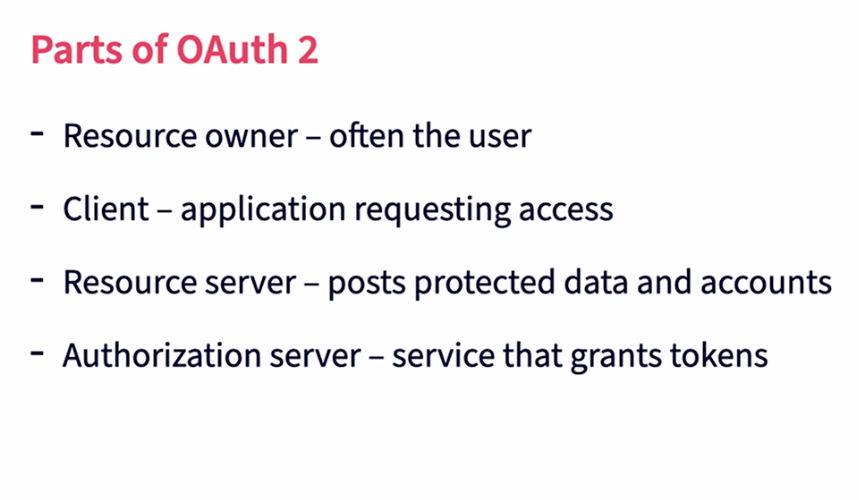 Parts of OAuth 2
- Resource owner – often the user
- Client – application requesting access
- Resource server – posts protected data and accounts
- Authorization server – service that grants tokens